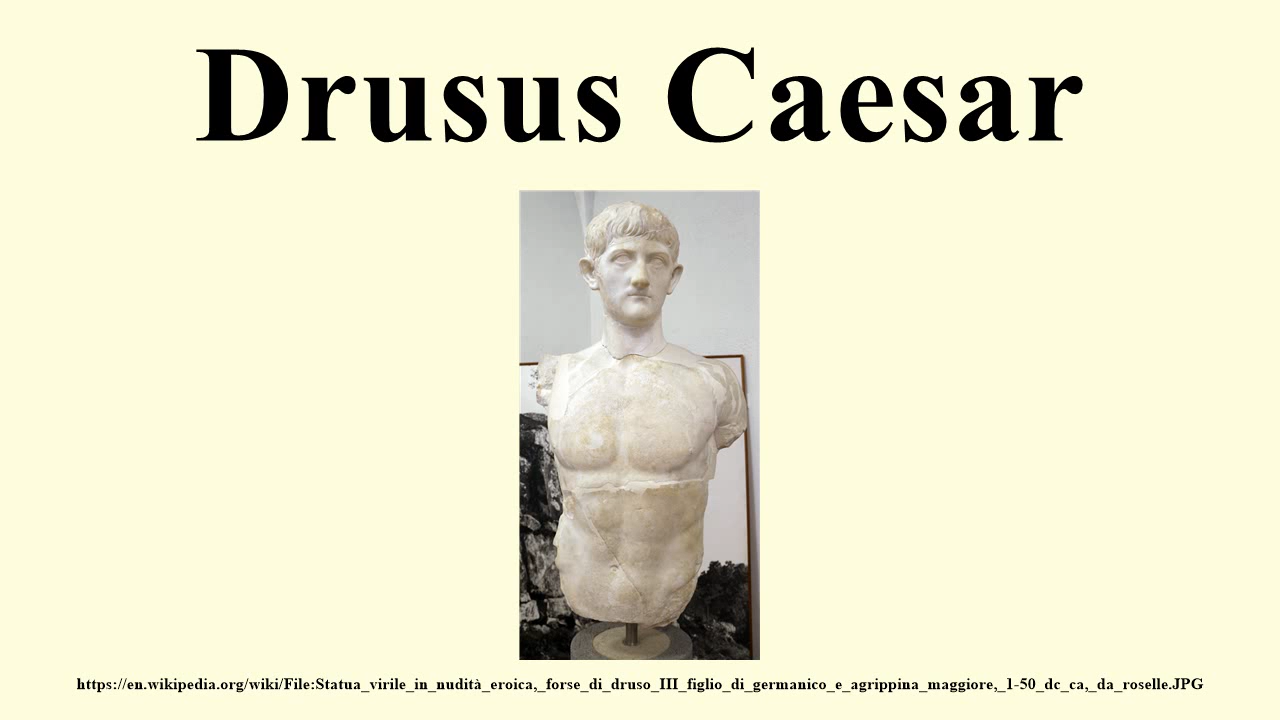 Drusus Caesar
https://en.wikipedia.org/wiki/File:Statua_virile_in_nudità_eroica,_forse_di_druso_III_figlio_di_germanico_e_agrippina_maggiore,_1-50_dc_ca,_da_roselle.JPG